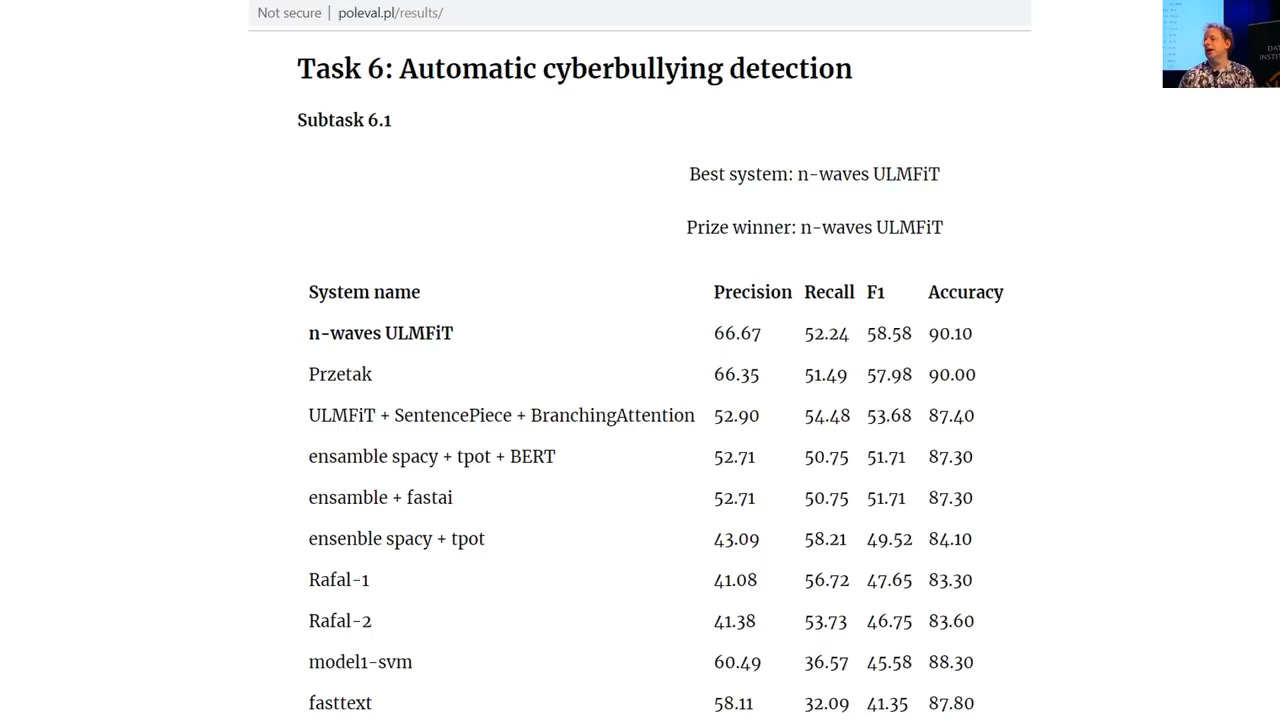 Not secure | poleval.pl/results/
Task 6: Automatic cyberbullying detection
Subtask 6.1
Best system: n-waves ULMFiT
Prize winner: n-waves ULMFiT
System name Precision Recall F1 Accuracy
n-waves ULMFiT 66.67 52.24 58.58 90.10
Przetak 66.35 51.49 57.98 90.00
ULMFiT + SentencePiece + BranchingAttention 52.90 54.48 53.68 87.40
ensamble spacy + tpot + BERT 52.71 50.75 51.71 87.30
ensamble + fastai 52.71 50.75 51.71 87.30
ensenble spacy + tpot 43.09 58.21 49.52 84.10
Rafal-1 41.08 56.72 47.65 83.30
Rafal-2 41.38 53.73 46.75 83.60
model1-svm 60.49 36.57 45.58 88.30
fasttext 58.11 32.09 41.35 87.80